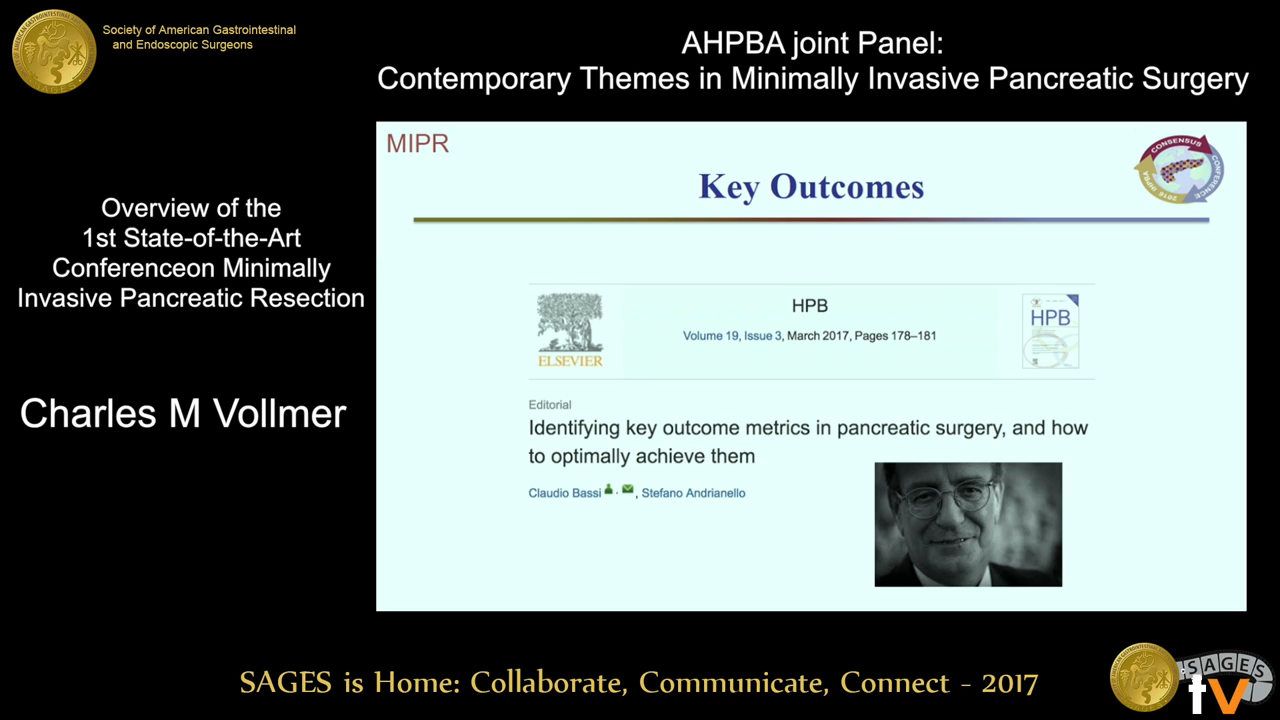 Society of American Gastrointestinal
and Endoscopic Surgeons
AHPBA joint Panel:
Contemporary Themes in Minimally Invasive Pancreatic Surgery
Overview of the
1st State-of-the-Art
Conferenceon Minimally
Invasive Pancreatic Resection
Charles M Vollmer
MIPR
CONSENSUS
CONFERENCE
Key Outcomes
ELSEVIER
HPB
Volume 19, Issue 3, March 2017, Pages 178–181
HPB
Editorial
Identifying key outcome metrics in pancreatic surgery, and how
to optimally achieve them
Claudio Bassi, Stefano Andrianello
SAGES is Home: Collaborate, Communicate, Connect - 2017
SAGES
tv